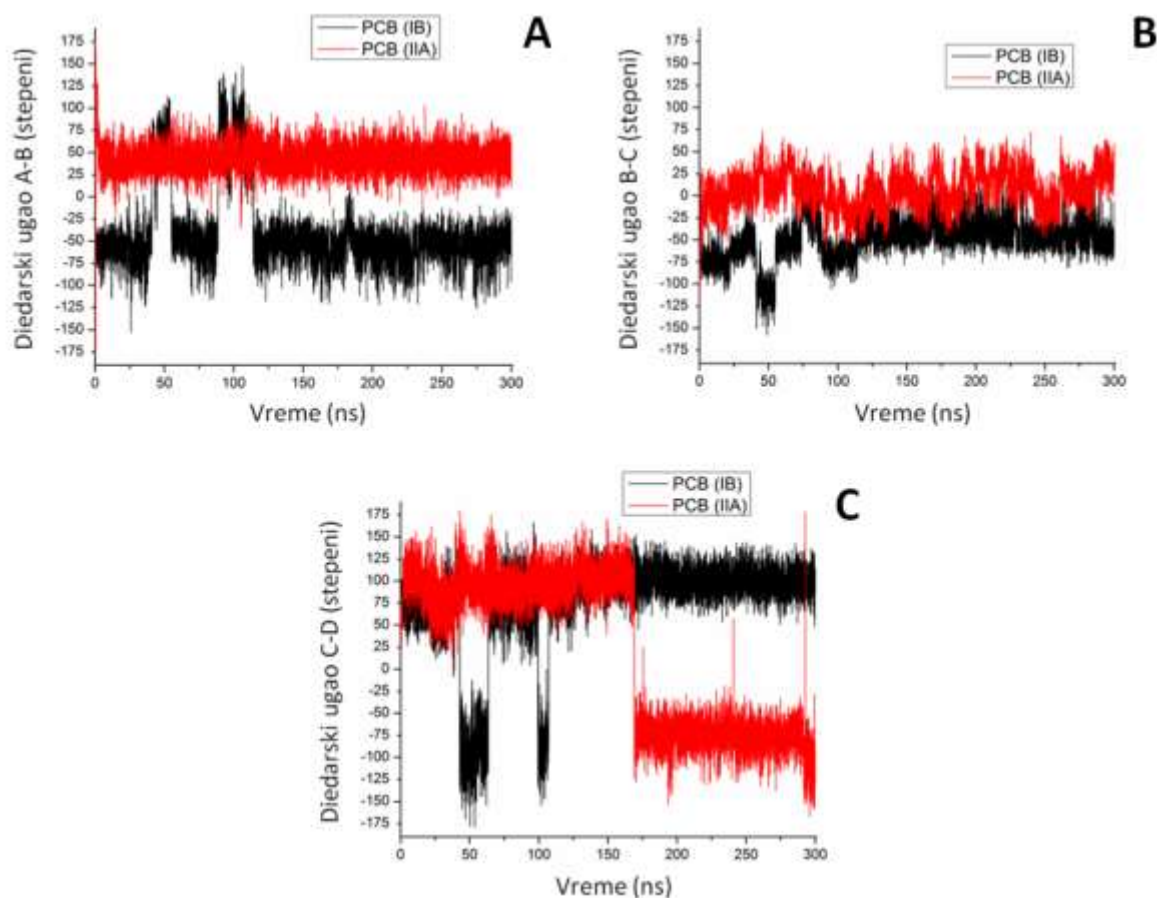 PCB (IB)
PCB (IIA)
A
Diedarski ugao A-B (stepeni)
175
150
125
100
75
50
25
0
-25
-50
-75
-100
-125
-150
-175
0 50 100 150 200 250 300
Vreme (ns)
PCB (IB)
PCB (IIA)
B
Diedarski ugao B-C (stepeni)
175
150
125
100
75
50
25
0
-25
-50
-75
-100
-125
-150
-175
0 50 100 150 200 250 300
Vreme (ns)
PCB (IB)
PCB (IIA)
C
Diedarski ugao C-D (stepeni)
175
150
125
100
75
50
25
0
-25
-50
-75
-100
-125
-150
-175
0 50 100 150 200 250 300
Vreme (ns)